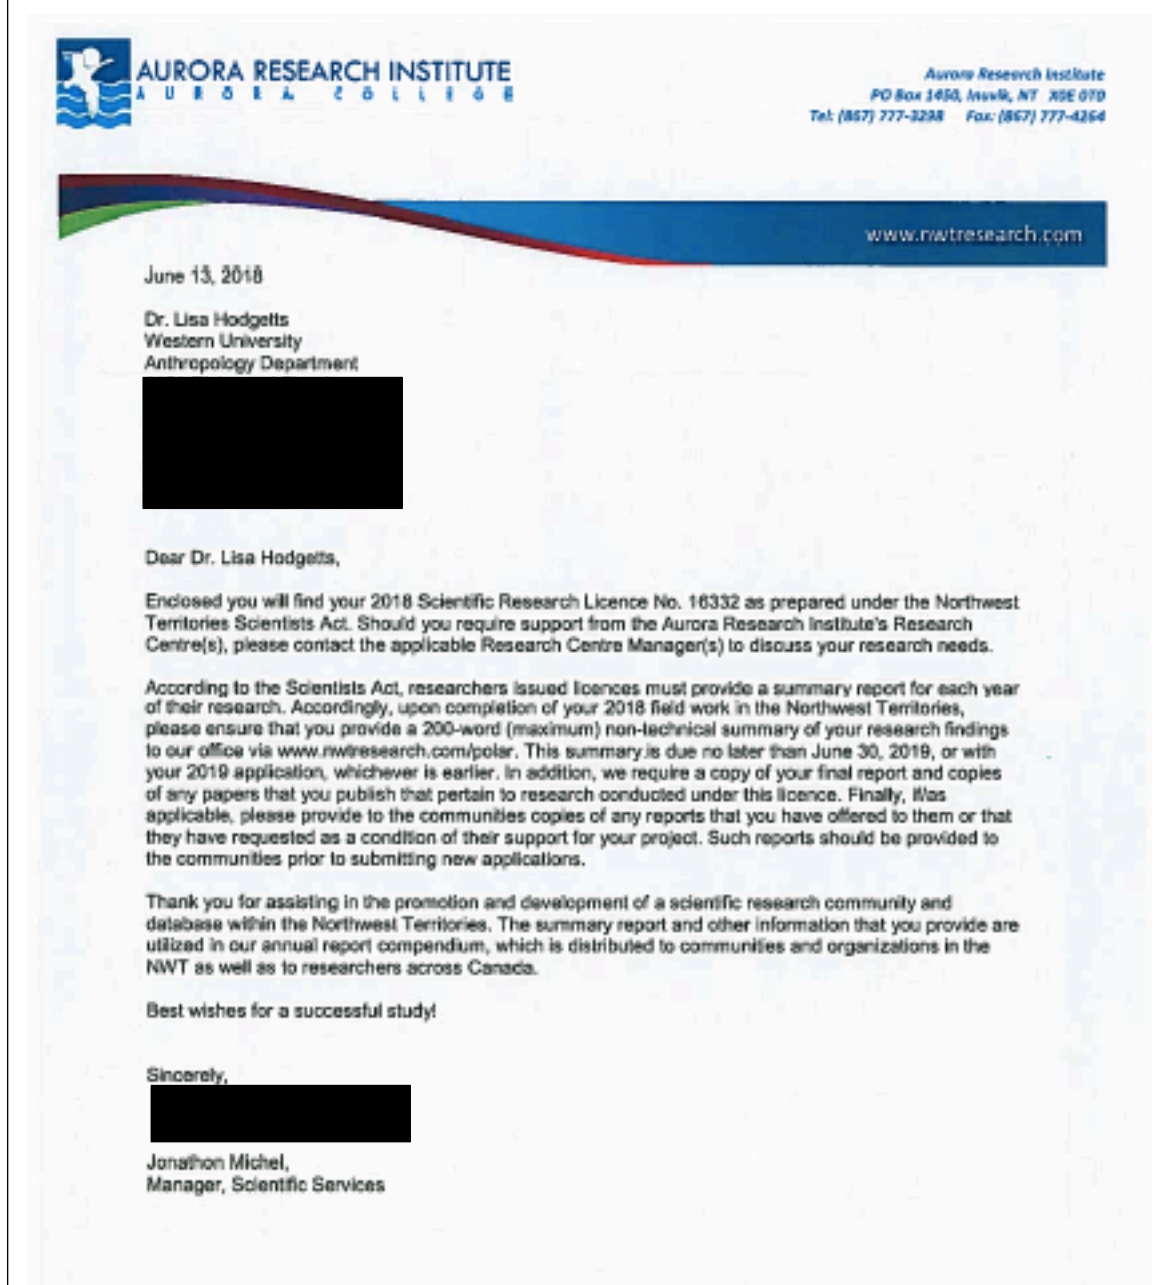 AURORA RESEARCH INSTITUTE
AURORA COLLEGE
Aurora Research Institute
PO Box 1450, Inuvik, NT X0E 0T0
Tel: (867) 777-3298 Fax: (867) 777-4264
www.nwtresearch.com
June 13, 2018
Dr. Lisa Hodgetts
Western University
Anthropology Department
Dear Dr. Lisa Hodgetts,
Enclosed you will find your 2018 Scientific Research Licence No. 16332 as prepared under the Northwest
Territories Scientists Act. Should you require support from the Aurora Research Institute's Research
Centre(s), please contact the applicable Research Centre Manager(s) to discuss your research needs.
According to the Scientists Act, researchers issued licences must provide a summary report for each year
of their research. Accordingly, upon completion of your 2018 field work in the Northwest Territories,
please ensure that you provide a 200-word (maximum) non-technical summary of your research findings
to our office via www.nwtresearch.com/polar. This summary is due no later than June 30, 2019, or with
your 2019 application, whichever is earlier. In addition, we require a copy of your final report and copies
of any papers that you publish that pertain to research conducted under this licence. Finally, if/as
applicable, please provide to the communities copies of any reports that you have offered to them or that
they have requested as a condition of their support for your project. Such reports should be provided to
the communities prior to submitting new applications.
Thank you for assisting in the promotion and development of a scientific research community and
database within the Northwest Territories. The summary report and other information that you provide are
utilized in our annual report compendium, which is distributed to communities and organizations in the
NWT as well as to researchers across Canada.
Best wishes for a successful study!
Sincerely,
Jonathon Michel,
Manager, Scientific Services